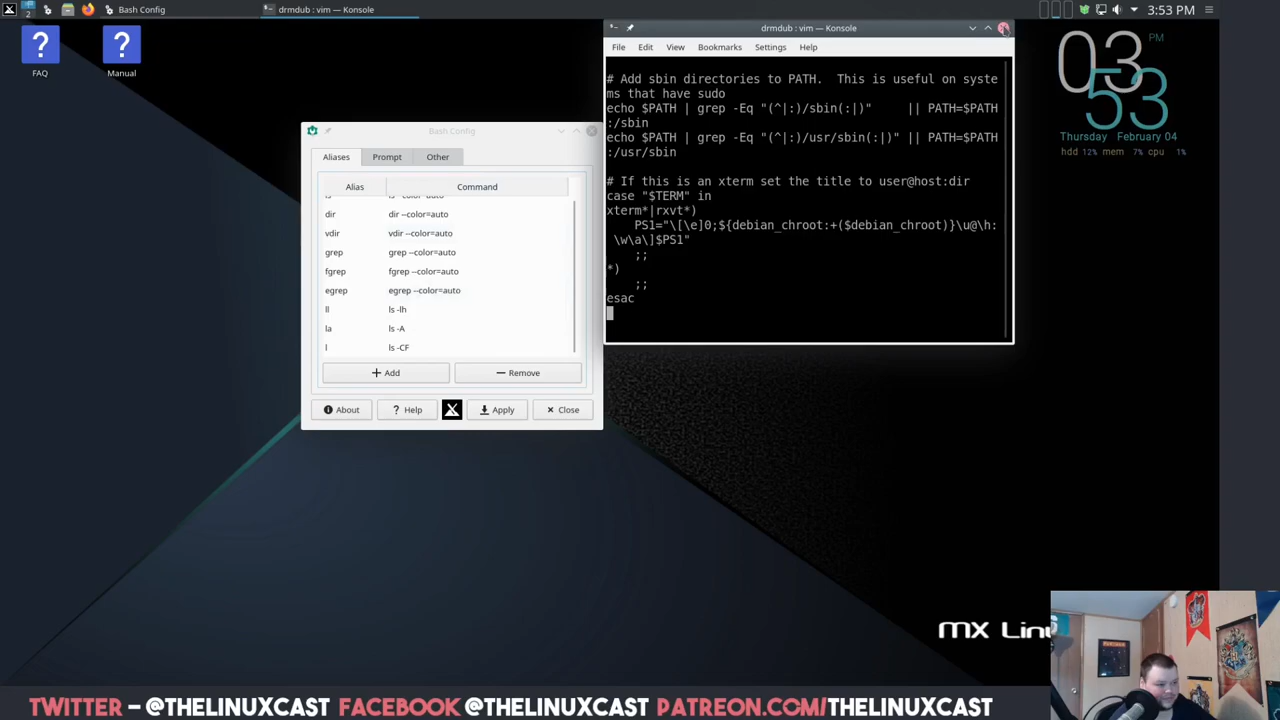 2
Bash Config
drmdub : vim — Konsole
3:53 PM
FAQ
Manual
drmdub : vim — Konsole
File Edit View Bookmarks Settings Help
# Add sbin directories to PATH.  This is useful on syste
ms that have sudo
echo $PATH | grep -Eq "(^|:)/sbin(:|)"     || PATH=$PATH
:/sbin
echo $PATH | grep -Eq "(^|:)/usr/sbin(:|)" || PATH=$PATH
:/usr/sbin
# If this is an xterm set the title to user@host:dir
case "$TERM" in
xterm*|rxvt*)
PS1="\[\e]0;${debian_chroot:+($debian_chroot)}\u@\h:
\w\a\]$PS1"
;;
*)
;;
esac
03 PM
53
Thursday February 04
hdd 12% mem 7% cpu 1%
Bash Config
Aliases Prompt Other
Alias Command
ls ls --color=auto
dir dir --color=auto
vdir vdir --color=auto
grep grep --color=auto
fgrep fgrep --color=auto
egrep egrep --color=auto
ll ls -lh
la ls -A
l ls -CF
Add Remove
About Help Apply Close
MX Linu
TWITTER – @THELINUXCAST FACEBOOK @THELINUXCAST PATREON.COM/THELINUXCAST